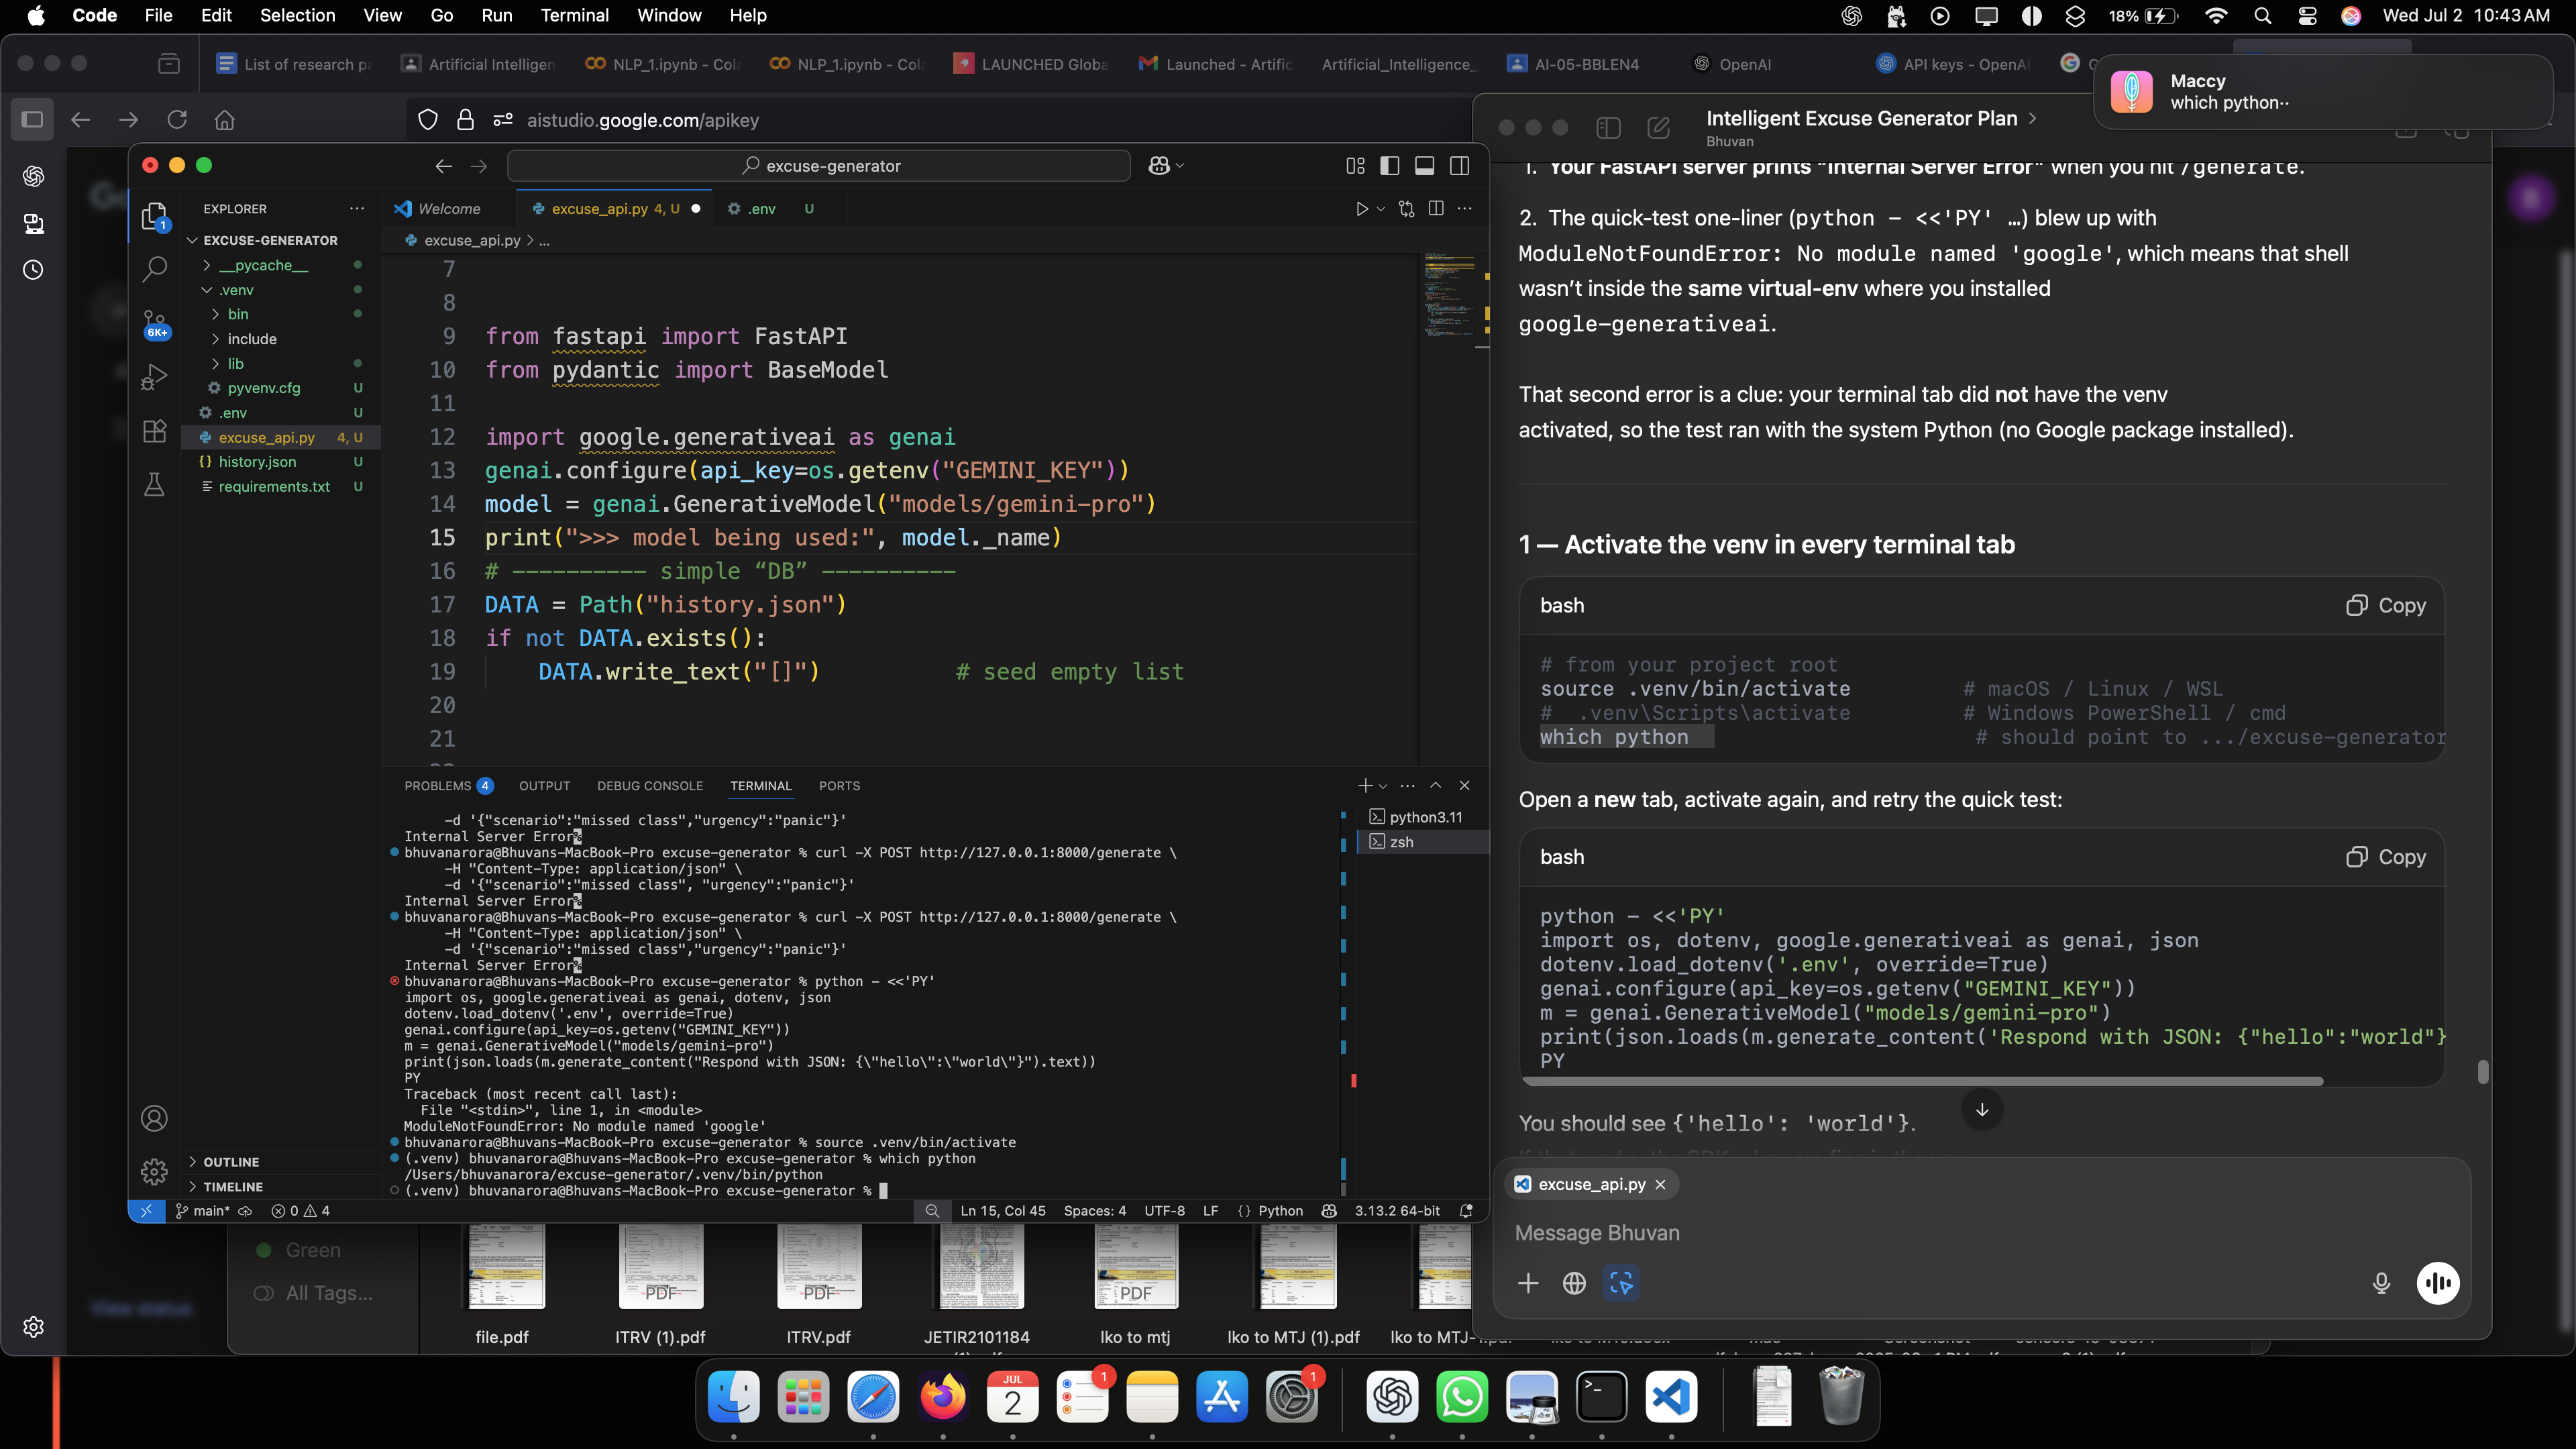 Code File Edit Selection View Go Run Terminal Window Help
18%
Wed Jul 2 10:43 AM
List of research pa
Artificial Intelligen
NLP_1.ipynb - Cola
NLP_1.ipynb - Cola
LAUNCHED Globa
Launched - Artific
Artificial_Intelligence_
AI-05-BBLEN4
OpenAI
API keys - OpenAI
aistudio.google.com/apikey
Maccy
which python··
excuse-generator
EXPLORER
EXCUSE-GENERATOR
__pycache__
.venv
bin
include
lib
pyvenv.cfg U
.env U
excuse_api.py 4, U
history.json U
requirements.txt U
OUTLINE
TIMELINE
1
6K+
Welcome
excuse_api.py 4, U
.env U
excuse_api.py > ...
7
8
9 from fastapi import FastAPI
10 from pydantic import BaseModel
11
12 import google.generativeai as genai
13 genai.configure(api_key=os.getenv("GEMINI_KEY"))
14 model = genai.GenerativeModel("models/gemini-pro")
15 print(">>> model being used:", model._name)
16 # ---------- simple “DB” ----------
17 DATA = Path("history.json")
18 if not DATA.exists():
19 DATA.write_text("[]") # seed empty list
20
21
PROBLEMS 4 OUTPUT DEBUG CONSOLE TERMINAL PORTS
python3.11
zsh
-d '{"scenario":"missed class","urgency":"panic"}'
Internal Server Error%
bhuvanarora@Bhuvans-MacBook-Pro excuse-generator % curl -X POST http://127.0.0.1:8000/generate \
-H "Content-Type: application/json" \
-d '{"scenario":"missed class", "urgency":"panic"}'
Internal Server Error%
bhuvanarora@Bhuvans-MacBook-Pro excuse-generator % curl -X POST http://127.0.0.1:8000/generate \
-H "Content-Type: application/json" \
-d '{"scenario":"missed class","urgency":"panic"}'
Internal Server Error%
bhuvanarora@Bhuvans-MacBook-Pro excuse-generator % python - <<'PY'
import os, google.generativeai as genai, dotenv, json
dotenv.load_dotenv('.env', override=True)
genai.configure(api_key=os.getenv("GEMINI_KEY"))
m = genai.GenerativeModel("models/gemini-pro")
print(json.loads(m.generate_content("Respond with JSON: {\"hello\":\"world\"}").text))
PY
Traceback (most recent call last):
File "<stdin>", line 1, in <module>
ModuleNotFoundError: No module named 'google'
bhuvanarora@Bhuvans-MacBook-Pro excuse-generator % source .venv/bin/activate
(.venv) bhuvanarora@Bhuvans-MacBook-Pro excuse-generator % which python
/Users/bhuvanarora/excuse-generator/.venv/bin/python
(.venv) bhuvanarora@Bhuvans-MacBook-Pro excuse-generator %
main* 0 4
Ln 15, Col 45 Spaces: 4 UTF-8 LF {} Python 3.13.2 64-bit
Intelligent Excuse Generator Plan >
Bhuvan
1. Your FastAPI server prints “Internal Server Error” when you hit /generate.
2. The quick-test one-liner (python - <<'PY' …) blew up with
ModuleNotFoundError: No module named 'google', which means that shell
wasn’t inside the same virtual-env where you installed
google-generativeai.
That second error is a clue: your terminal tab did not have the venv
activated, so the test ran with the system Python (no Google package installed).
1 — Activate the venv in every terminal tab
bash Copy
# from your project root
source .venv/bin/activate # macOS / Linux / WSL
# .venv\Scripts\activate # Windows PowerShell / cmd
which python # should point to .../excuse-generator
Open a new tab, activate again, and retry the quick test:
bash Copy
python - <<'PY'
import os, dotenv, google.generativeai as genai, json
dotenv.load_dotenv('.env', override=True)
genai.configure(api_key=os.getenv("GEMINI_KEY"))
m = genai.GenerativeModel("models/gemini-pro")
print(json.loads(m.generate_content('Respond with JSON: {"hello":"world"}
PY
You should see {'hello': 'world'}.
excuse_api.py
Message Bhuvan
View status
Green
All Tags...
PDF
PDF
PDF
file.pdf
ITRV (1).pdf
ITRV.pdf
JETIR2101184
lko to mtj
lko to MTJ (1).pdf
JUL
2
1
1